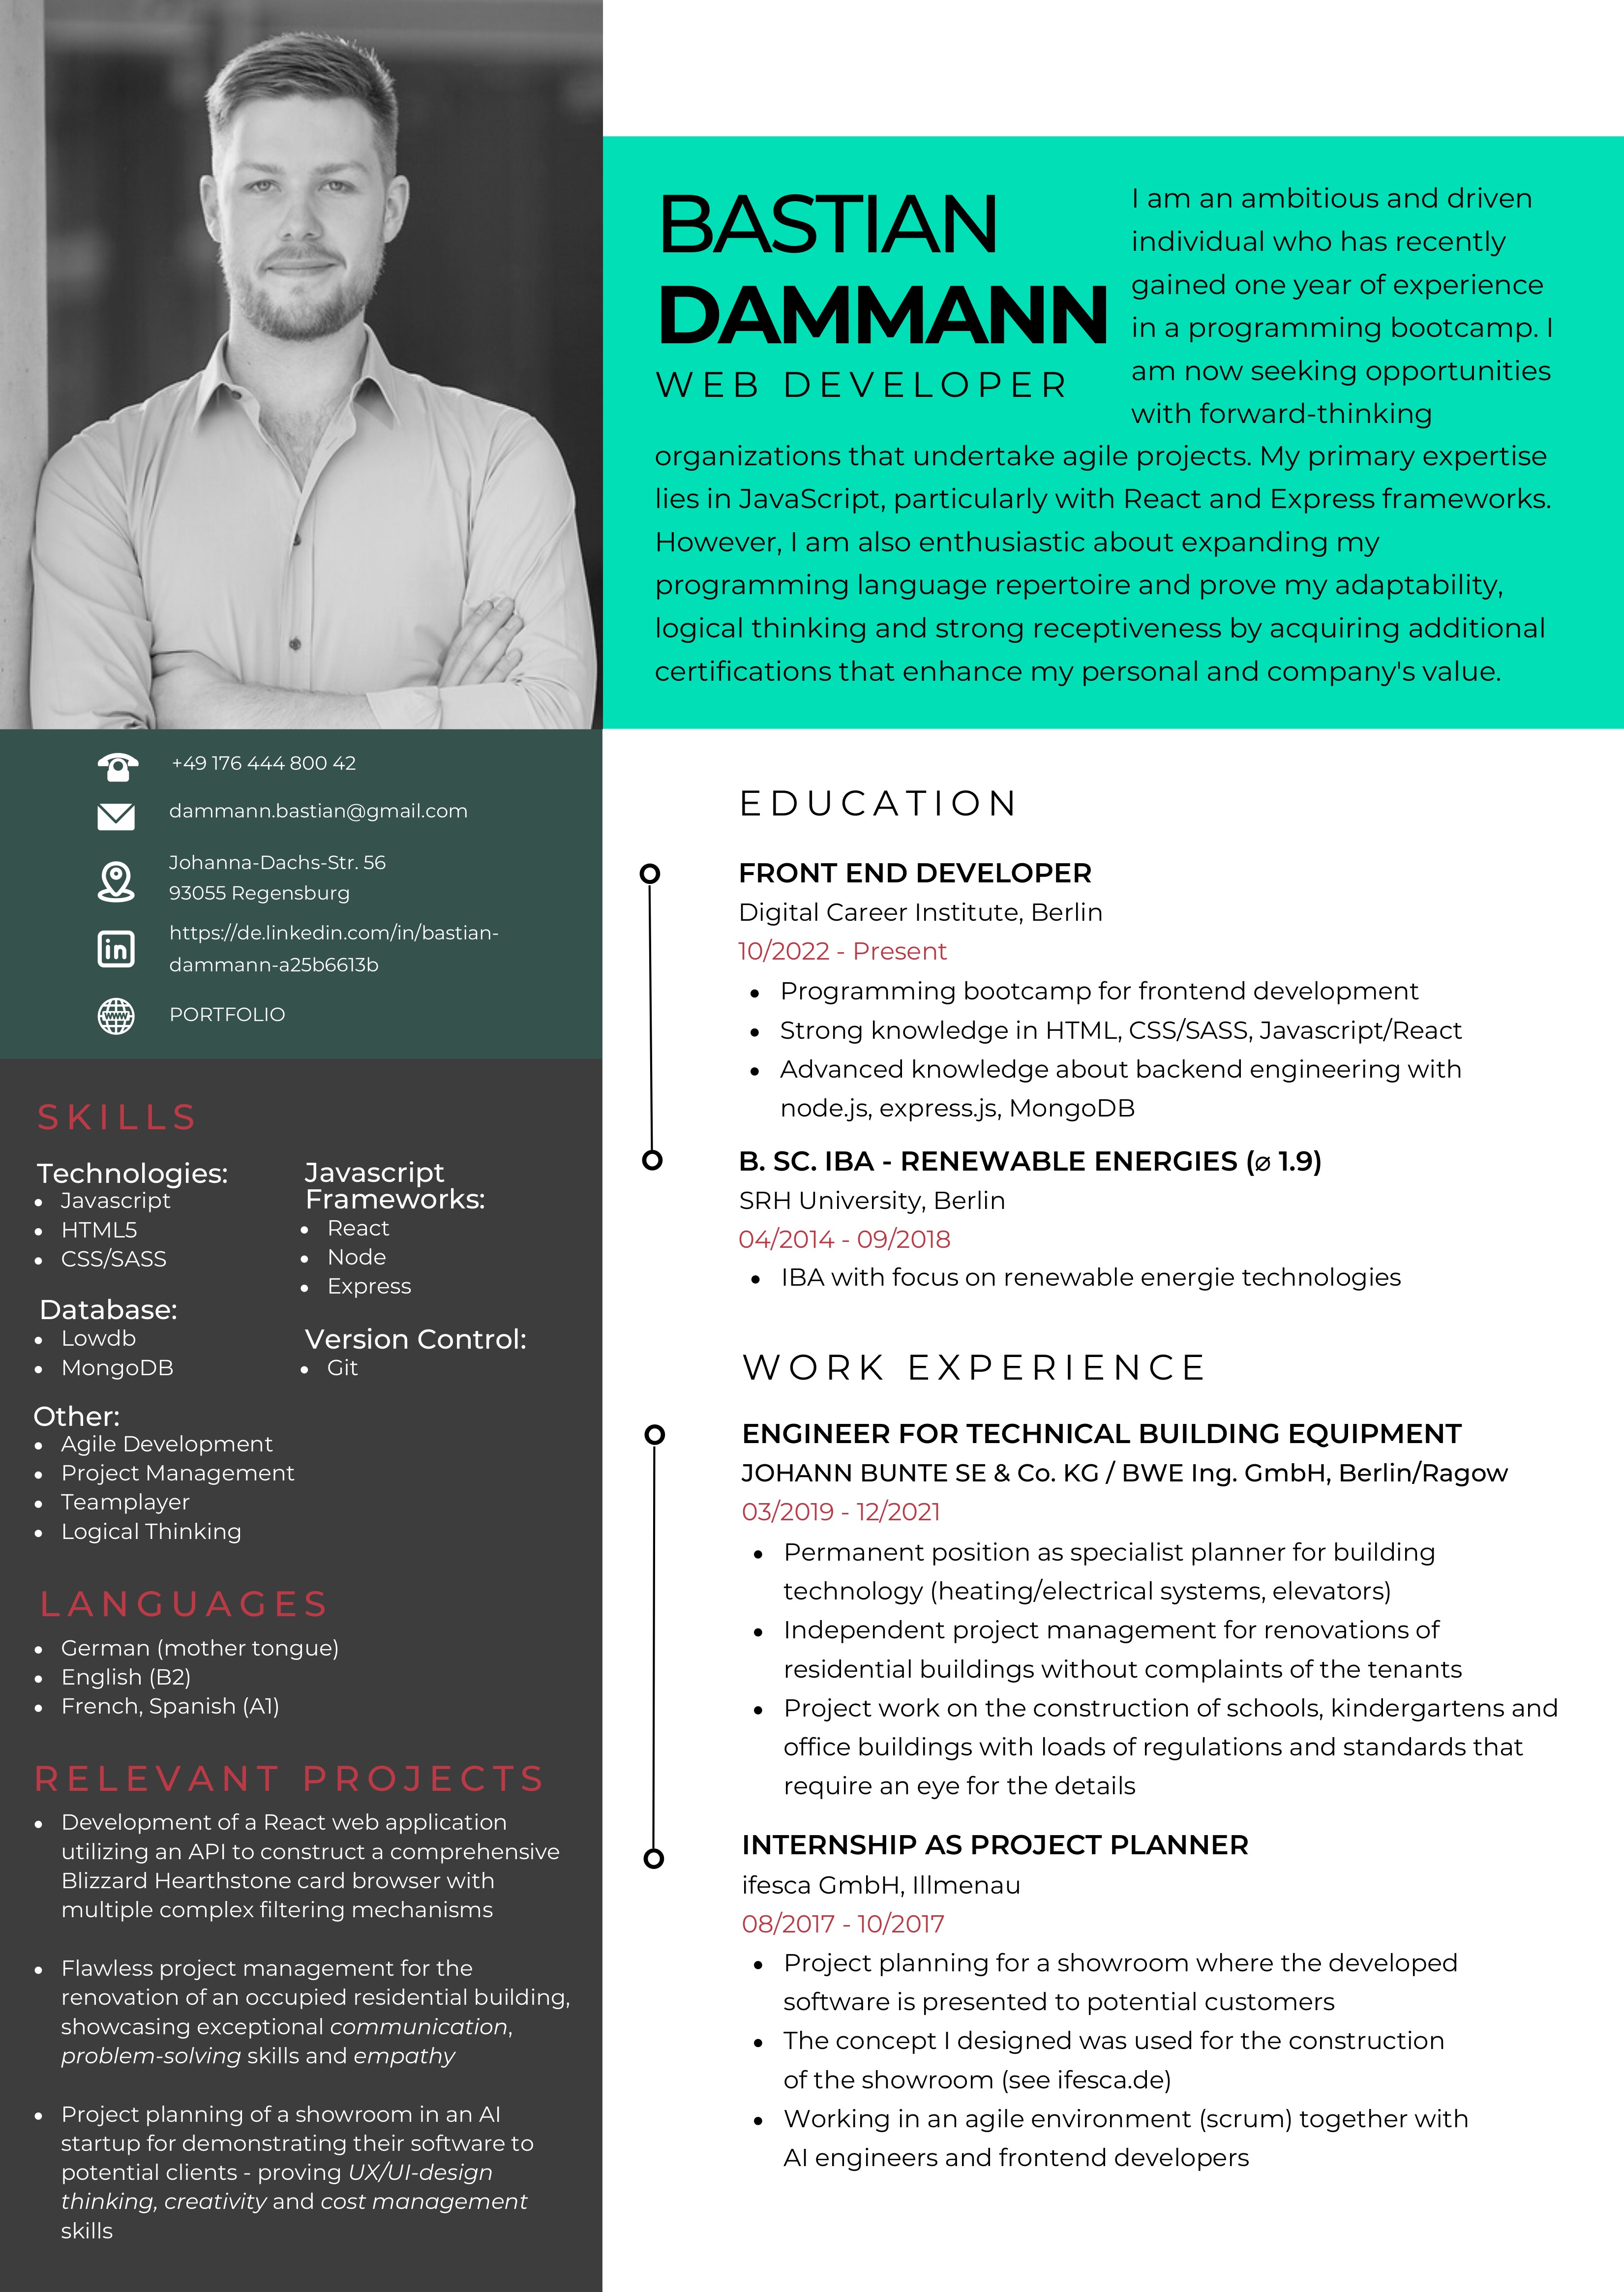 BASTIAN
DAMMANN
WEB DEVELOPER
I am an ambitious and driven
individual who has recently
gained one year of experience
in a programming bootcamp. I
am now seeking opportunities
with forward-thinking
organizations that undertake agile projects. My primary expertise
lies in JavaScript, particularly with React and Express frameworks.
However, I am also enthusiastic about expanding my
programming language repertoire and prove my adaptability,
logical thinking and strong receptiveness by acquiring additional
certifications that enhance my personal and company's value.
+49 176 444 800 42
dammann.bastian@gmail.com
Johanna-Dachs-Str. 56
93055 Regensburg
https://de.linkedin.com/in/bastian-
dammann-a25b6613b
www
PORTFOLIO
SKILLS
Technologies:
• Javascript
• HTML5
• CSS/SASS
Database:
• Lowdb
• MongoDB
Javascript
Frameworks:
• React
• Node
• Express
Version Control:
• Git
Other:
• Agile Development
• Project Management
• Teamplayer
• Logical Thinking
LANGUAGES
• German (mother tongue)
• English (B2)
• French, Spanish (A1)
RELEVANT PROJECTS
• Development of a React web application
utilizing an API to construct a comprehensive
Blizzard Hearthstone card browser with
multiple complex filtering mechanisms
• Flawless project management for the
renovation of an occupied residential building,
showcasing exceptional communication,
problem-solving skills and empathy
• Project planning of a showroom in an AI
startup for demonstrating their software to
potential clients - proving UX/UI-design
thinking, creativity and cost management
skills
EDUCATION
FRONT END DEVELOPER
Digital Career Institute, Berlin
10/2022 - Present
• Programming bootcamp for frontend development
• Strong knowledge in HTML, CSS/SASS, Javascript/React
• Advanced knowledge about backend engineering with
node.js, express.js, MongoDB
B. SC. IBA - RENEWABLE ENERGIES (⌀ 1.9)
SRH University, Berlin
04/2014 - 09/2018
• IBA with focus on renewable energie technologies
WORK EXPERIENCE
ENGINEER FOR TECHNICAL BUILDING EQUIPMENT
JOHANN BUNTE SE & Co. KG / BWE Ing. GmbH, Berlin/Ragow
03/2019 - 12/2021
• Permanent position as specialist planner for building
technology (heating/electrical systems, elevators)
• Independent project management for renovations of
residential buildings without complaints of the tenants
• Project work on the construction of schools, kindergartens and
office buildings with loads of regulations and standards that
require an eye for the details
INTERNSHIP AS PROJECT PLANNER
ifesca GmbH, Illmenau
08/2017 - 10/2017
• Project planning for a showroom where the developed
software is presented to potential customers
• The concept I designed was used for the construction
of the showroom (see ifesca.de)
• Working in an agile environment (scrum) together with
AI engineers and frontend developers